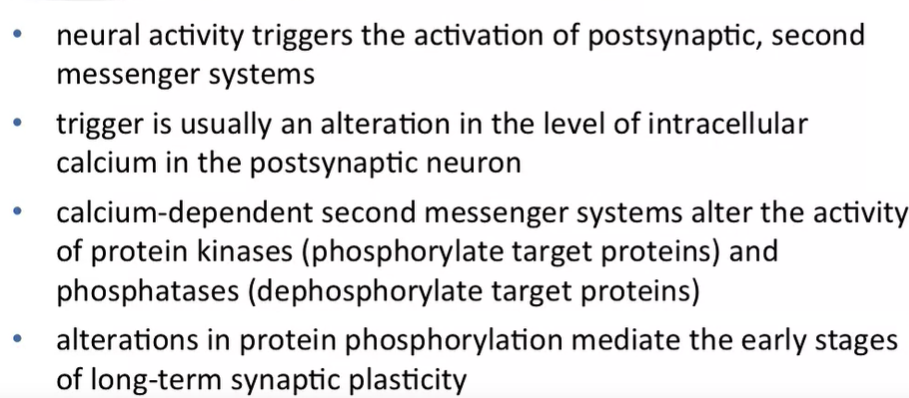 • neural activity triggers the activation of postsynaptic, second
messenger systems
• trigger is usually an alteration in the level of intracellular
calcium in the postsynaptic neuron
• calcium-dependent second messenger systems alter the activity
of protein kinases (phosphorylate target proteins) and
phosphatases (dephosphorylate target proteins)
• alterations in protein phosphorylation mediate the early stages
of long-term synaptic plasticity